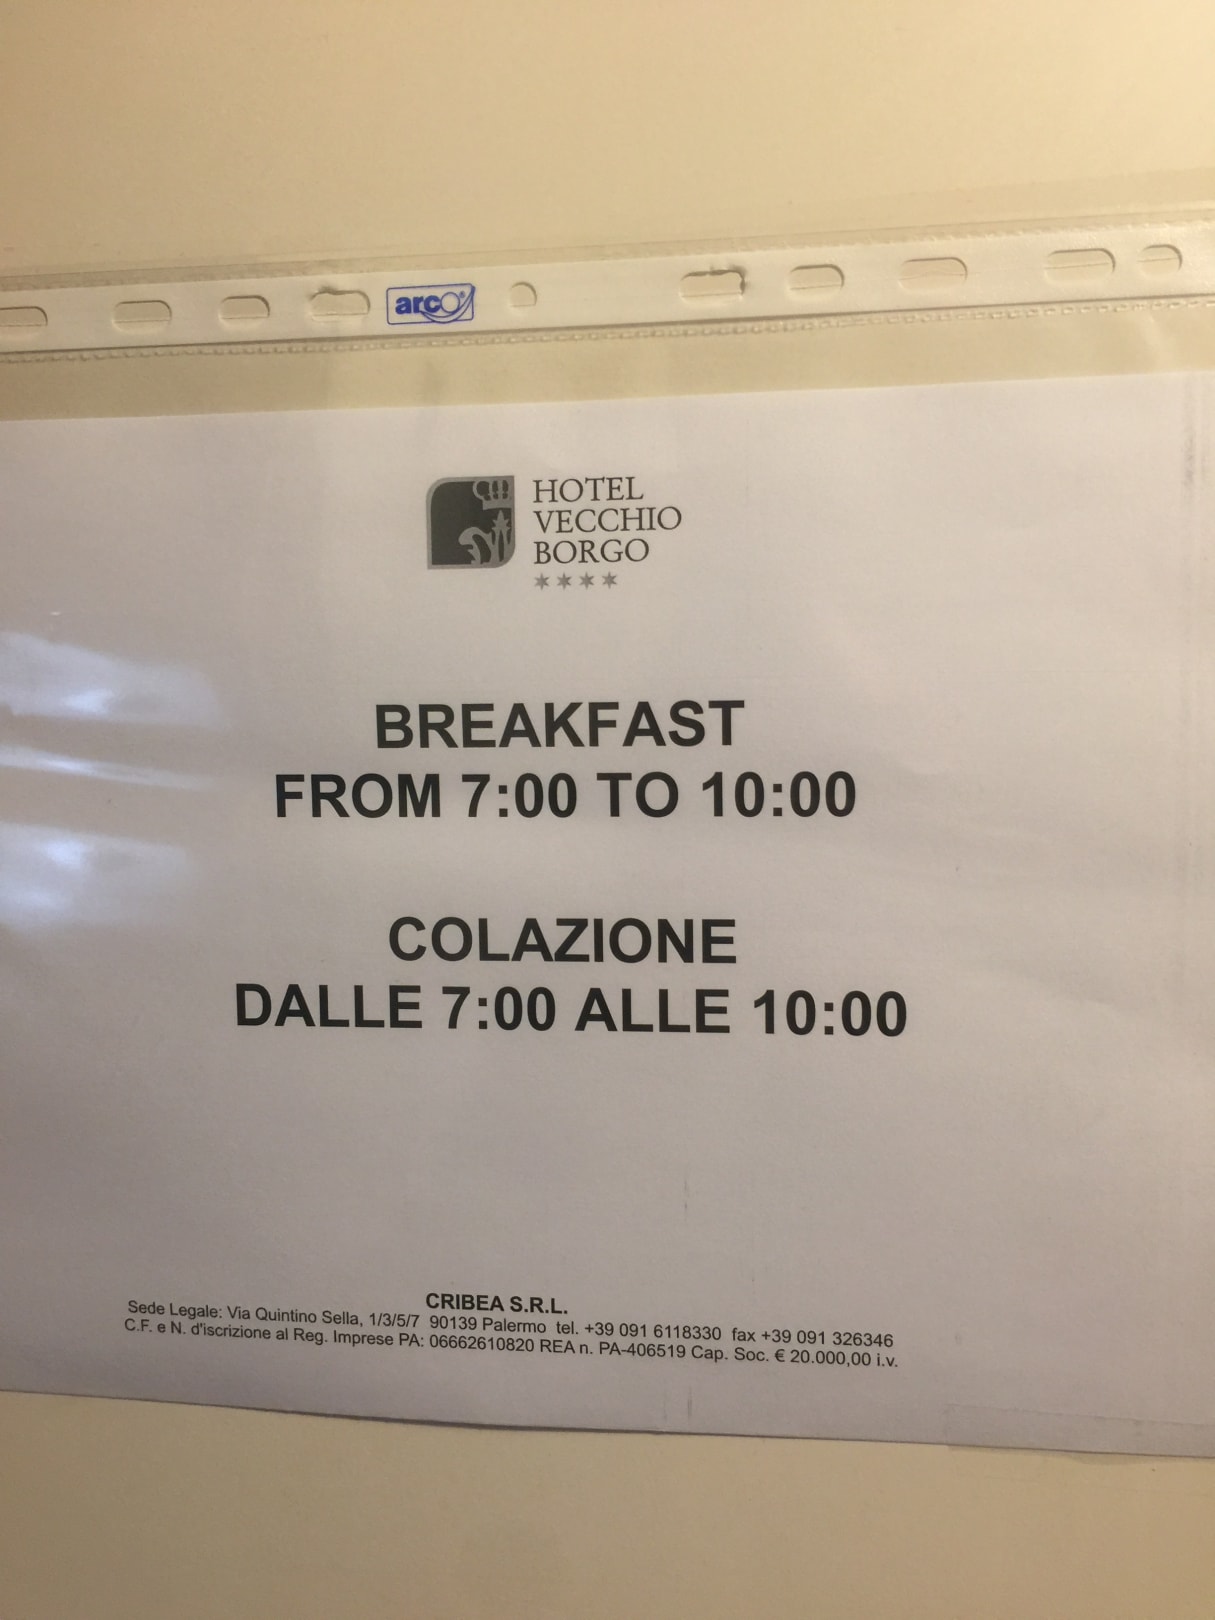 arco
HOTEL
VECCHIO
BORGO
BREAKFAST
FROM 7:00 TO 10:00
COLAZIONE
DALLE 7:00 ALLE 10:00
CRIBEA S.R.L.
Sede Legale: Via Quintino Sella, 1/3/5/7 90139 Palermo tel. +39 091 6118330 fax +39 091 326346
C.F. e N. d'iscrizione al Reg. Imprese PA: 06662610820 REA n. PA-406519 Cap. Soc. € 20.000,00 i.v.